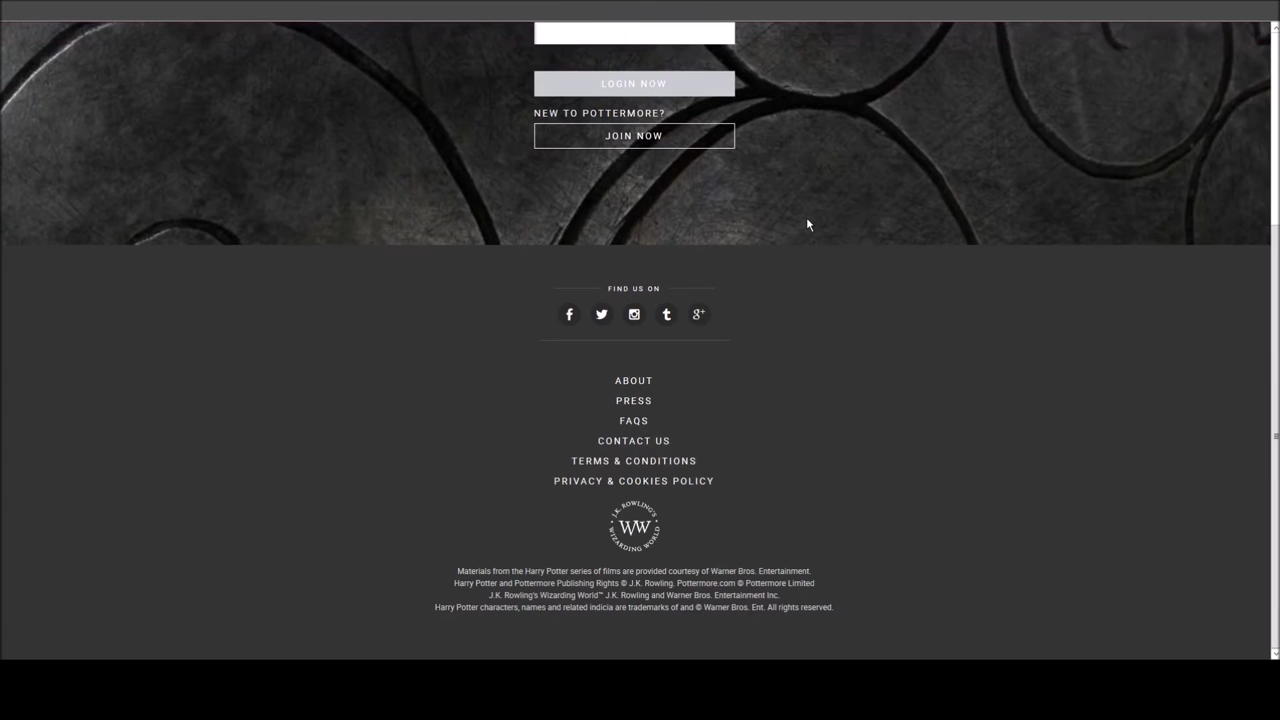 LOGIN NOW
NEW TO POTTERMORE?
JOIN NOW
FIND US ON
f t g+
ABOUT
PRESS
FAQS
CONTACT US
TERMS & CONDITIONS
PRIVACY & COOKIES POLICY
J.K. ROWLING'S
WW
WIZARDING WORLD
Materials from the Harry Potter series of films are provided courtesy of Warner Bros. Entertainment.
Harry Potter and Pottermore Publishing Rights © J.K. Rowling. Pottermore.com © Pottermore Limited
J.K. Rowling's Wizarding World™ J.K. Rowling and Warner Bros. Entertainment Inc.
Harry Potter characters, names and related indicia are trademarks of and © Warner Bros. Ent. All rights reserved.